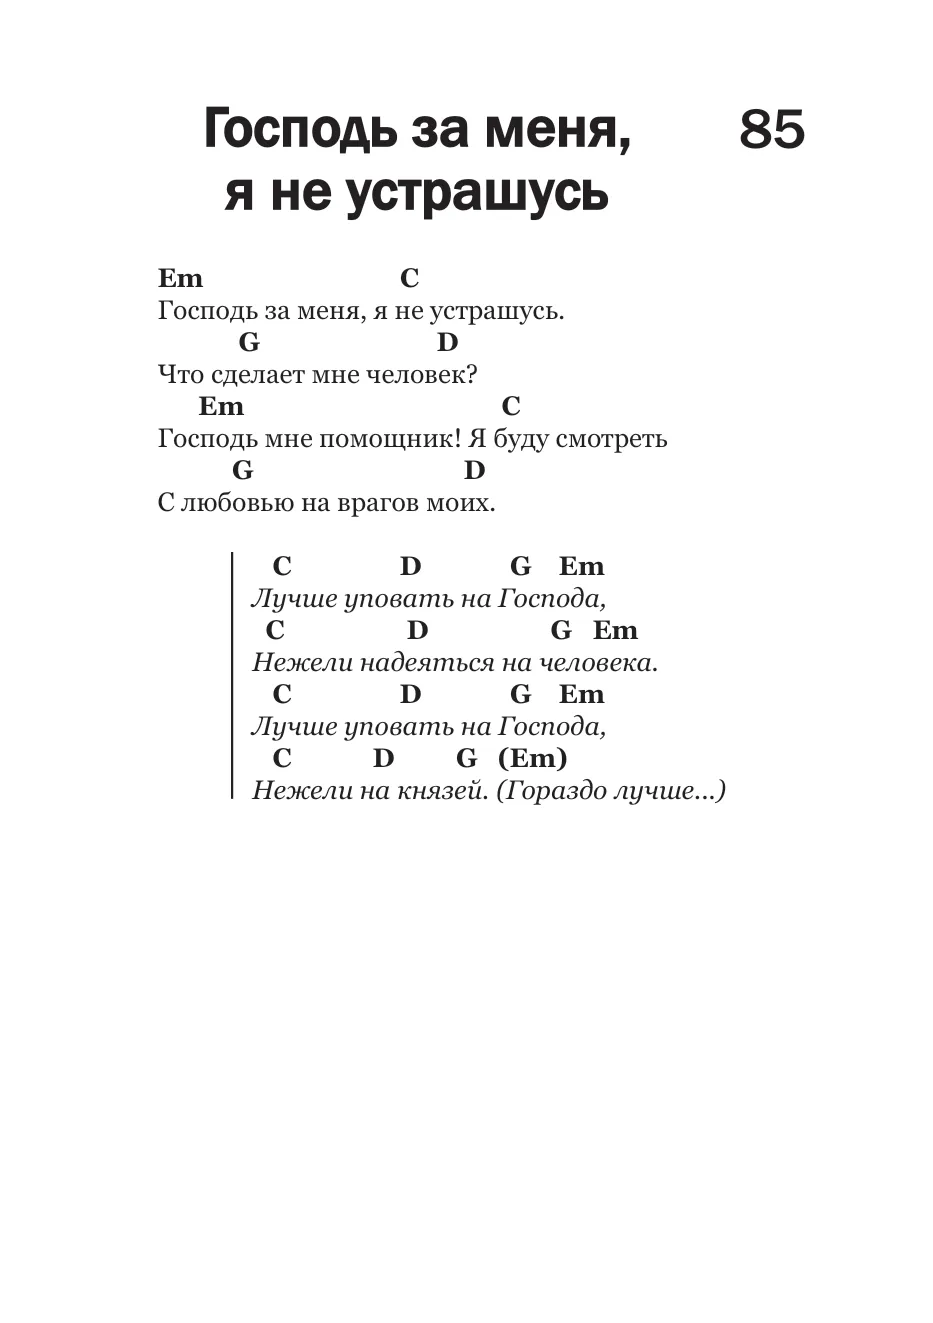 Господь за меня, 85
я не устрашусь
Em C
Господь за меня, я не устрашусь.
G D
Что сделает мне человек?
Em C
Господь мне помощник! Я буду смотреть
G D
С любовью на врагов моих.
C D G Em
Лучше уповать на Господа,
C D G Em
Нежели надеяться на человека.
C D G Em
Лучше уповать на Господа,
C D G (Em)
Нежели на князей. (Гораздо лучше...)